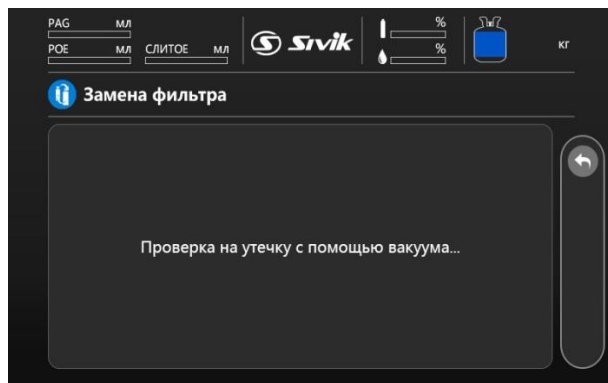 PAG мл
POE мл СЛИТОЕ мл
Sivik
%
%
кг
Замена фильтра
Проверка на утечку с помощью вакуума...